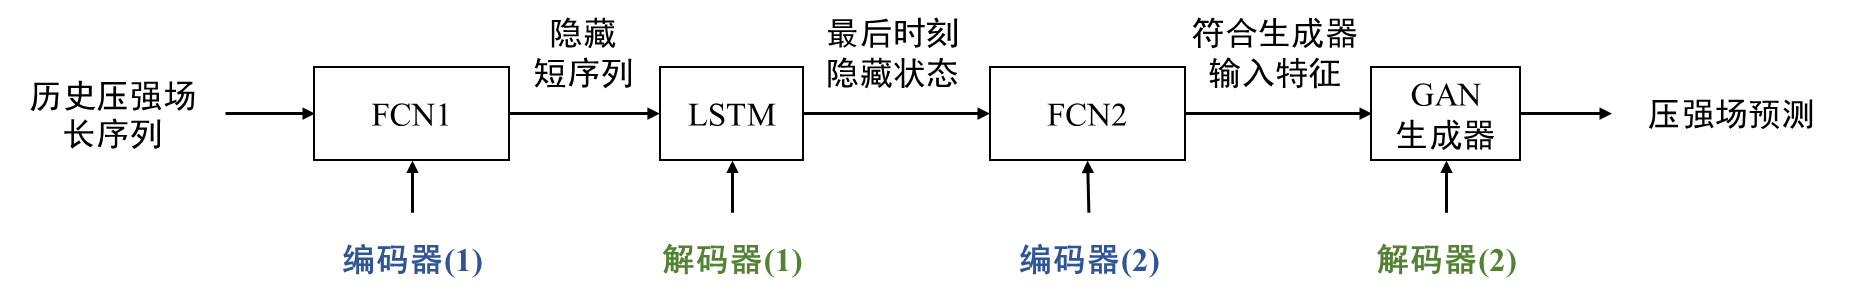 历史压强场
长序列
FCN1
隐藏
短序列
LSTM
最后时刻
隐藏状态
FCN2
符合生成器
输入特征
GAN
生成器
压强场预测
编码器(1)
解码器(1)
编码器(2)
解码器(2)